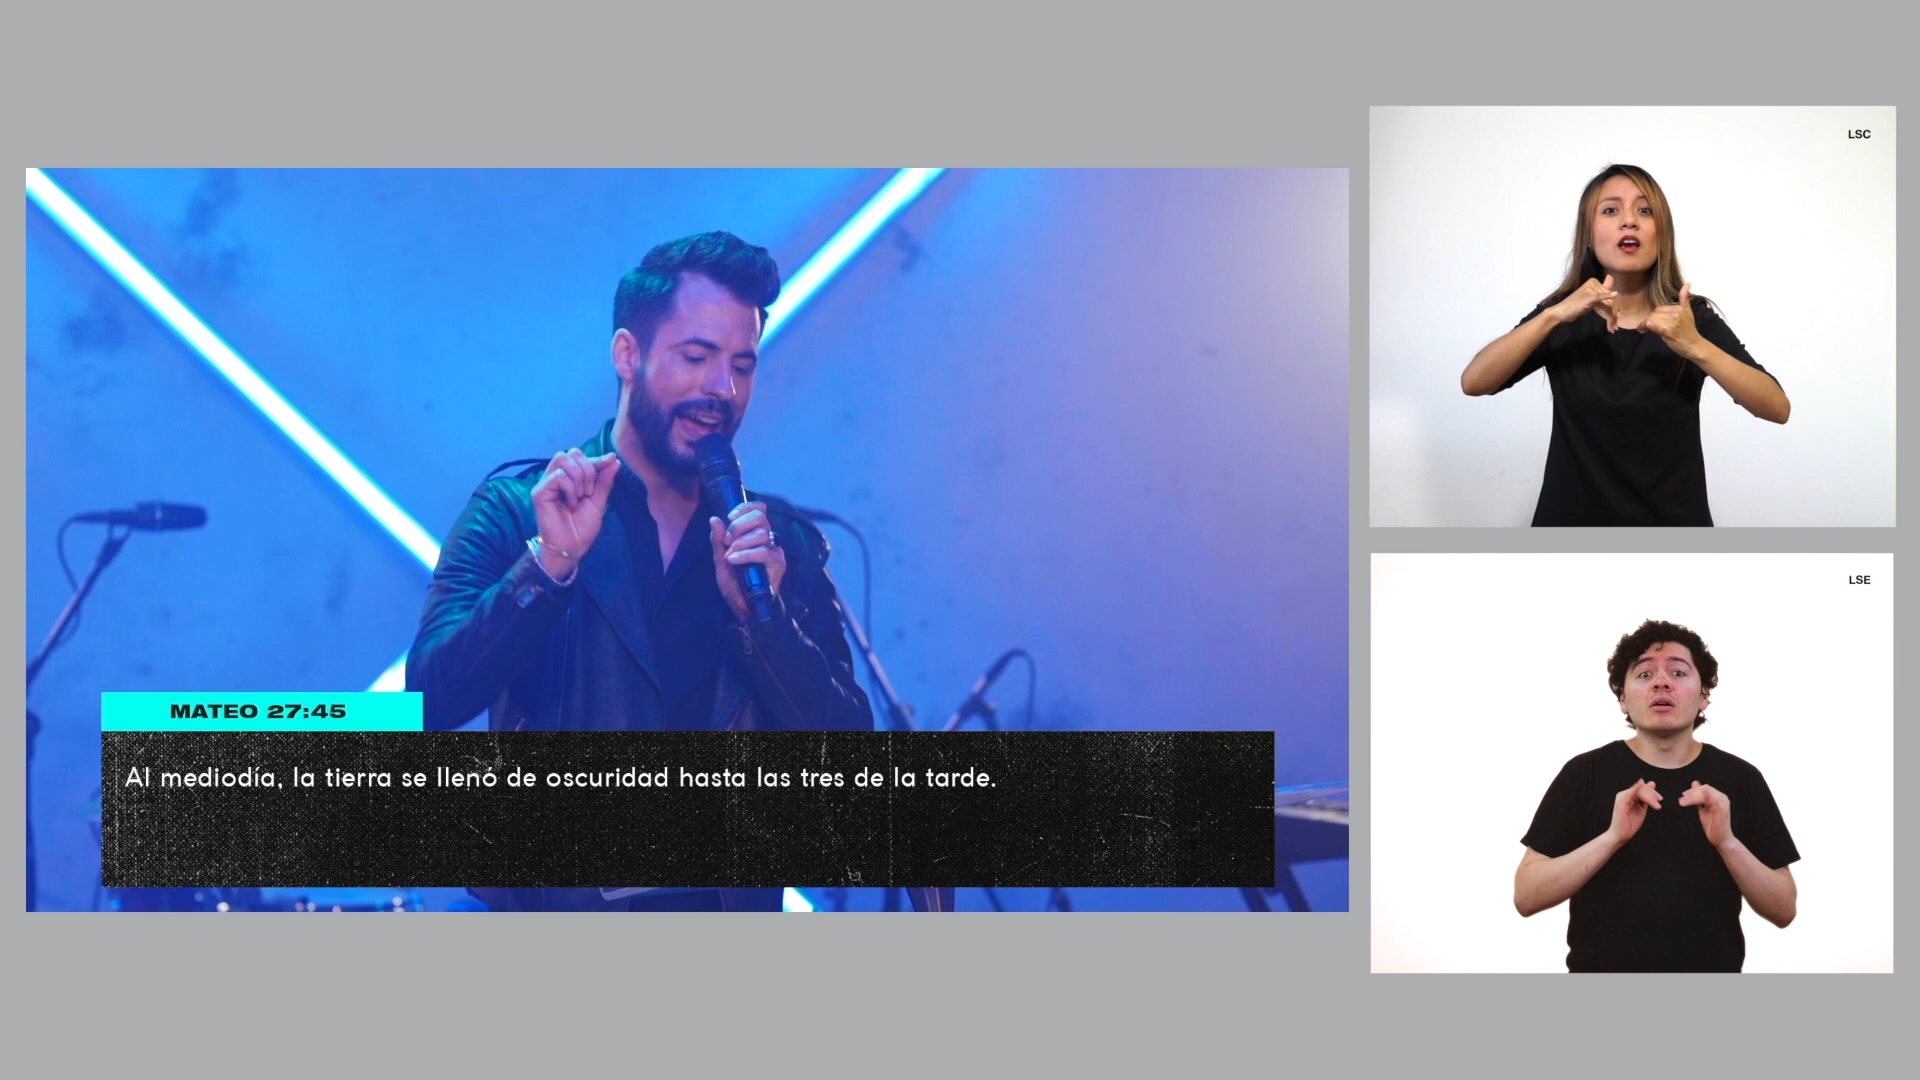 LSC
MATEO 27:45
Al mediodía, la tierra se llenó de oscuridad hasta las tres de la tarde.
LSE